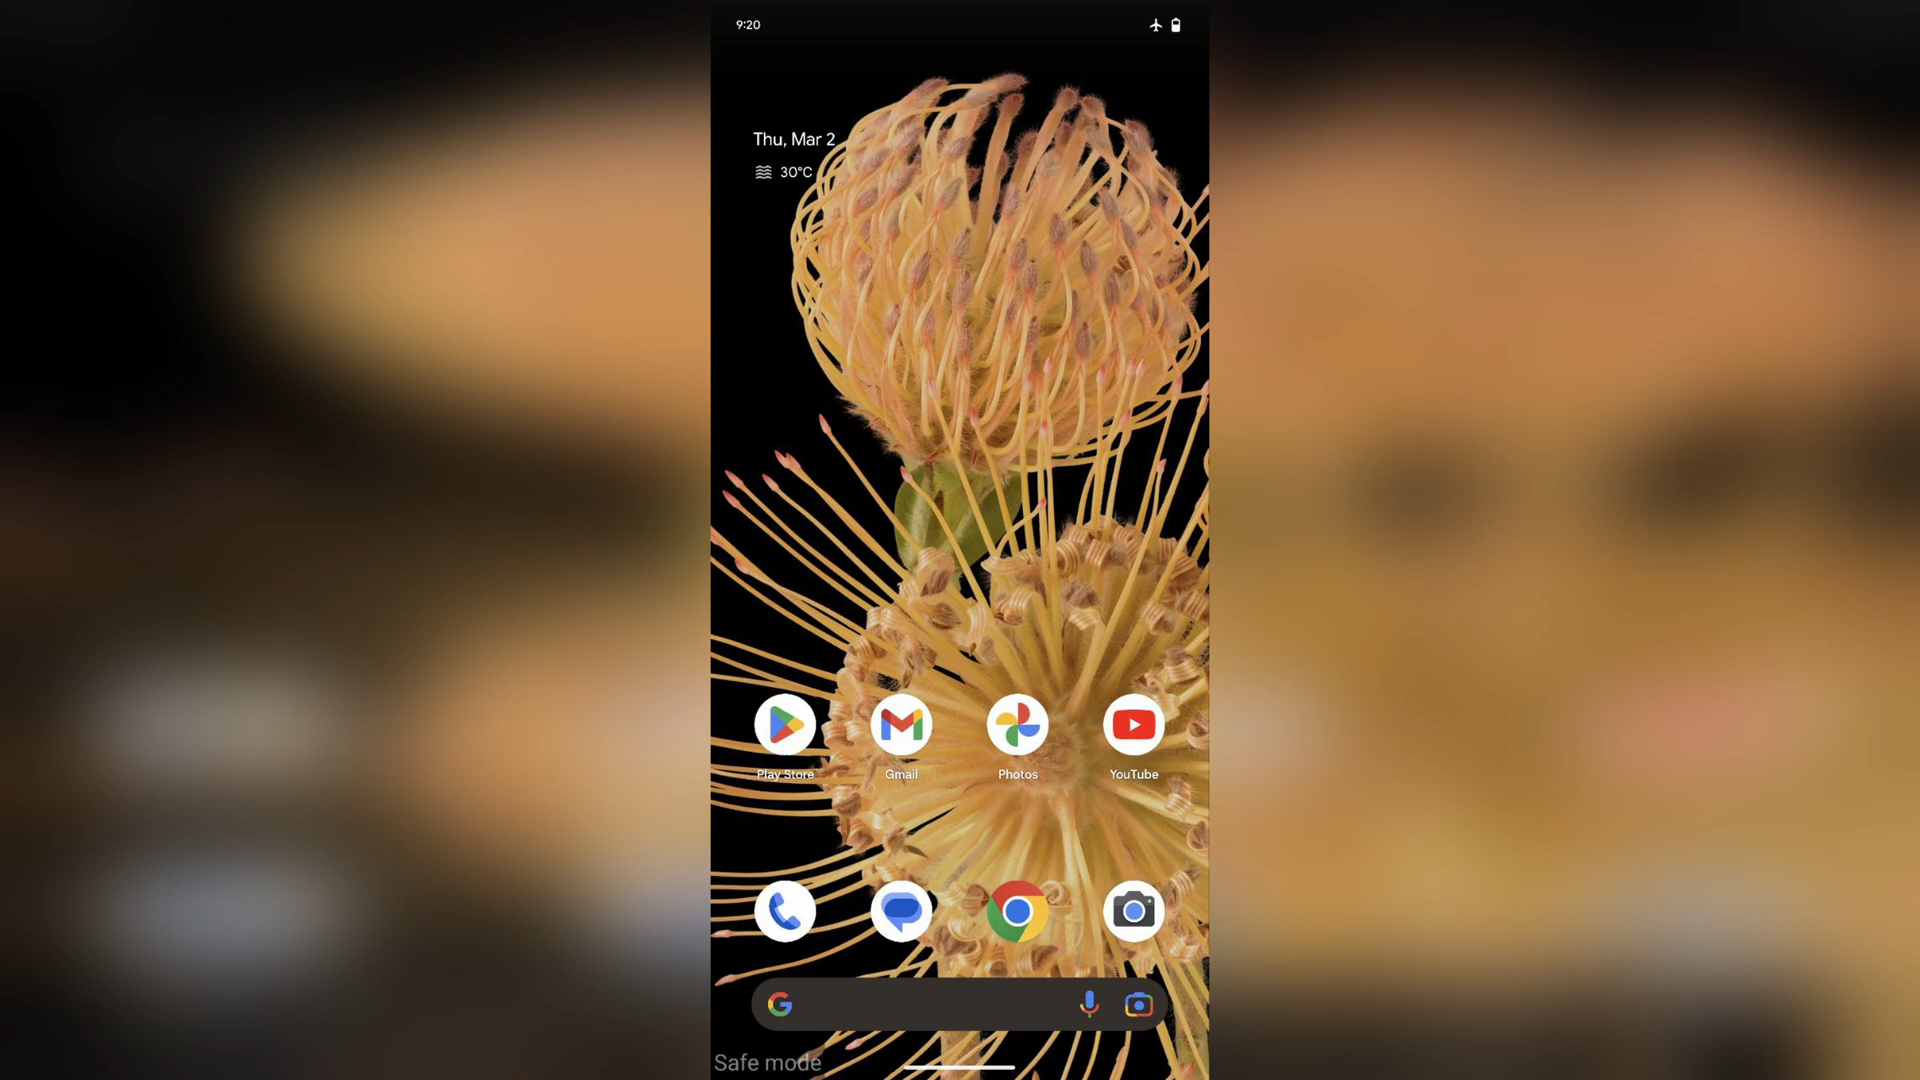 9:20
Thu, Mar 2
30°C
Play Store
Gmail
Photos
YouTube
Safe mode